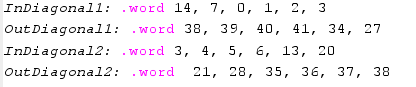 InDiagonal1: .word 14, 7, 0, 1, 2, 3
OutDiagonal1: .word 38, 39, 40, 41, 34, 27
InDiagonal2: .word 3, 4, 5, 6, 13, 20
OutDiagonal2: .word 21, 28, 35, 36, 37, 38